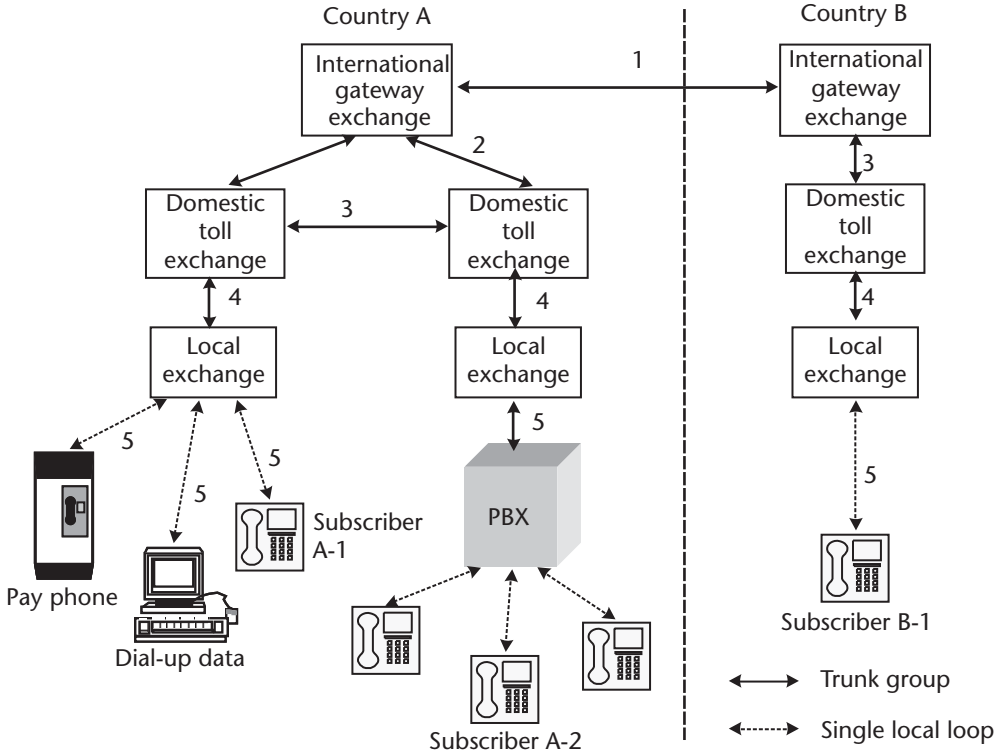 Country A
Country B
International
gateway
exchange
1
International
gateway
exchange
2
3
Domestic
toll
exchange
3
Domestic
toll
exchange
Domestic
toll
exchange
4
4
4
Local
exchange
Local
exchange
Local
exchange
5
5
5
5
5
Subscriber
A-1
PBX
Pay phone
Dial-up data
Subscriber A-2
Subscriber B-1
Trunk group
Single local loop